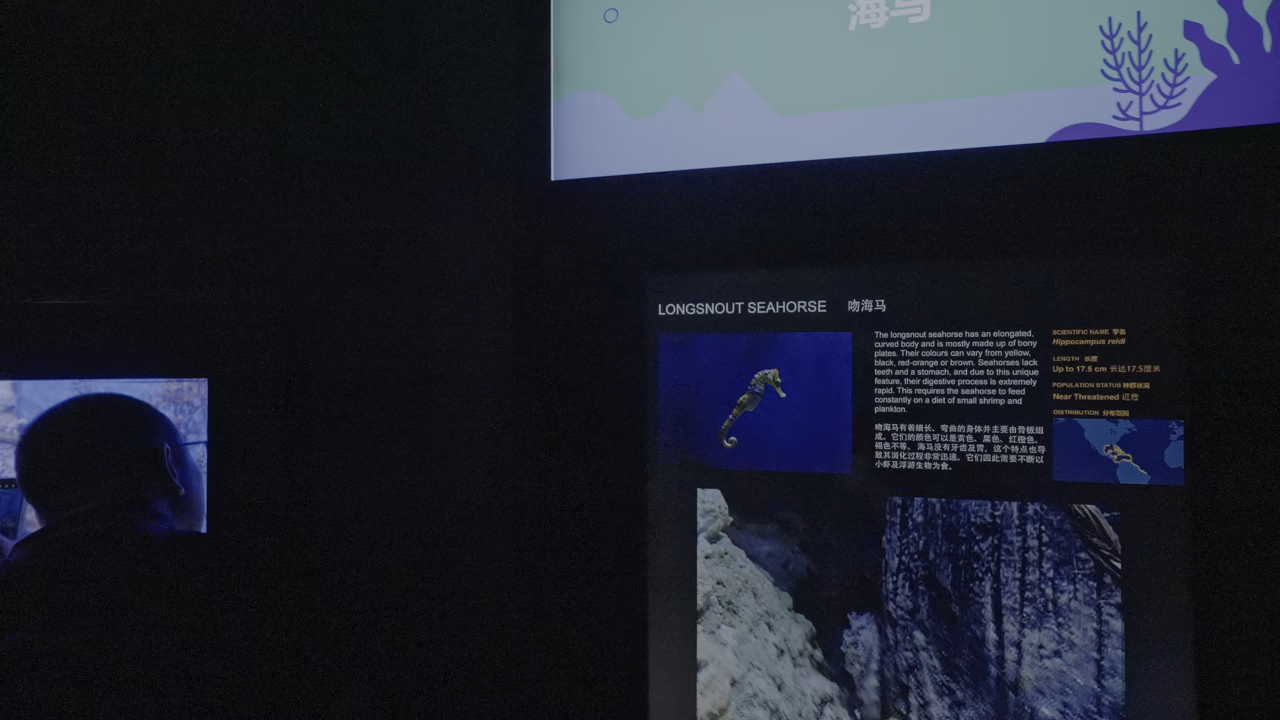 海马
LONGSNOUT SEAHORSE 吻海马
The longsnout seahorse has an elongated,
curved body and is mostly made up of bony
plates. Their colours can vary from yellow,
black, red-orange or brown. Seahorses lack
teeth and a stomach, and due to this unique
feature, their digestive process is extremely
rapid. This requires the seahorse to feed
constantly on a diet of small shrimp and
plankton.
吻海马有着细长、弯曲的身体并主要由骨板组
成。它们的颜色可以是黄色、黑色、红橙色、
褐色不等。 海马没有牙齿及胃，这个特点也导
致其消化过程非常迅速。它们因此需要不断以
小虾及浮游生物为食。
SCIENTIFIC NAME 学名
Hippocampus reidi
LENGTH 长度
Up to 17.5 cm 长达17.5厘米
POPULATION STATUS 种群状况
Near Threatened 近危
DISTRIBUTION 分布范围